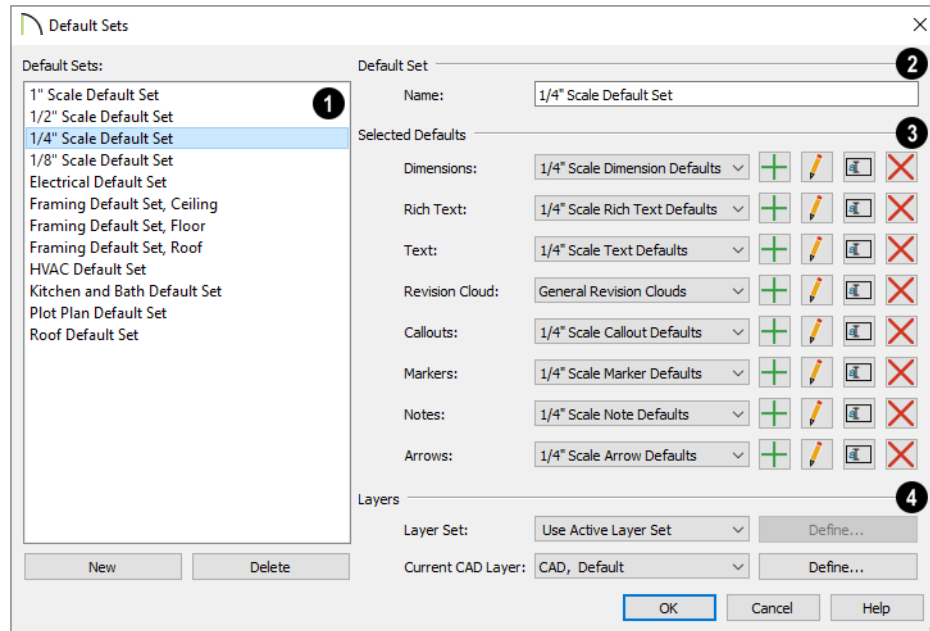 Default Sets
Default Sets:
1" Scale Default Set
1/2" Scale Default Set
1/4" Scale Default Set
1/8" Scale Default Set
Electrical Default Set
Framing Default Set, Ceiling
Framing Default Set, Floor
Framing Default Set, Roof
HVAC Default Set
Kitchen and Bath Default Set
Plot Plan Default Set
Roof Default Set
1
New Delete
Default Set 2
Name: 1/4" Scale Default Set
Selected Defaults 3
Dimensions: 1/4" Scale Dimension Defaults
Rich Text: 1/4" Scale Rich Text Defaults
Text: 1/4" Scale Text Defaults
Revision Cloud: General Revision Clouds
Callouts: 1/4" Scale Callout Defaults
Markers: 1/4" Scale Marker Defaults
Notes: 1/4" Scale Note Defaults
Arrows: 1/4" Scale Arrow Defaults
Layers 4
Layer Set: Use Active Layer Set Define...
Current CAD Layer: CAD, Default Define...
OK Cancel Help